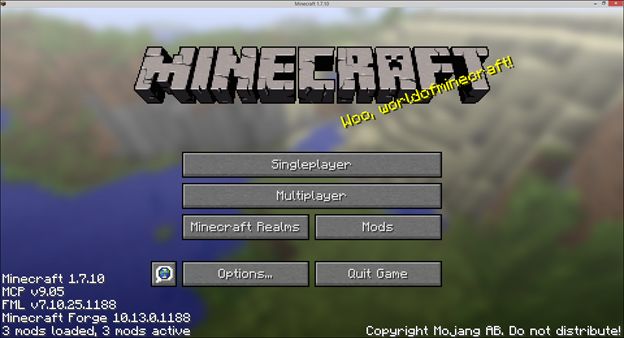 Minecraft 1.7.10
MINECRAFT
Woo, worldofminecraft!
Singleplayer
Multiplayer
Minecraft Realms
Mods
Options...
Quit Game
Minecraft 1.7.10
MCP v9.05
FML v7.10.25.1188
Minecraft Forge 10.13.0.1188
3 mods loaded, 3 mods active
Copyright Mojang AB. Do not distribute!